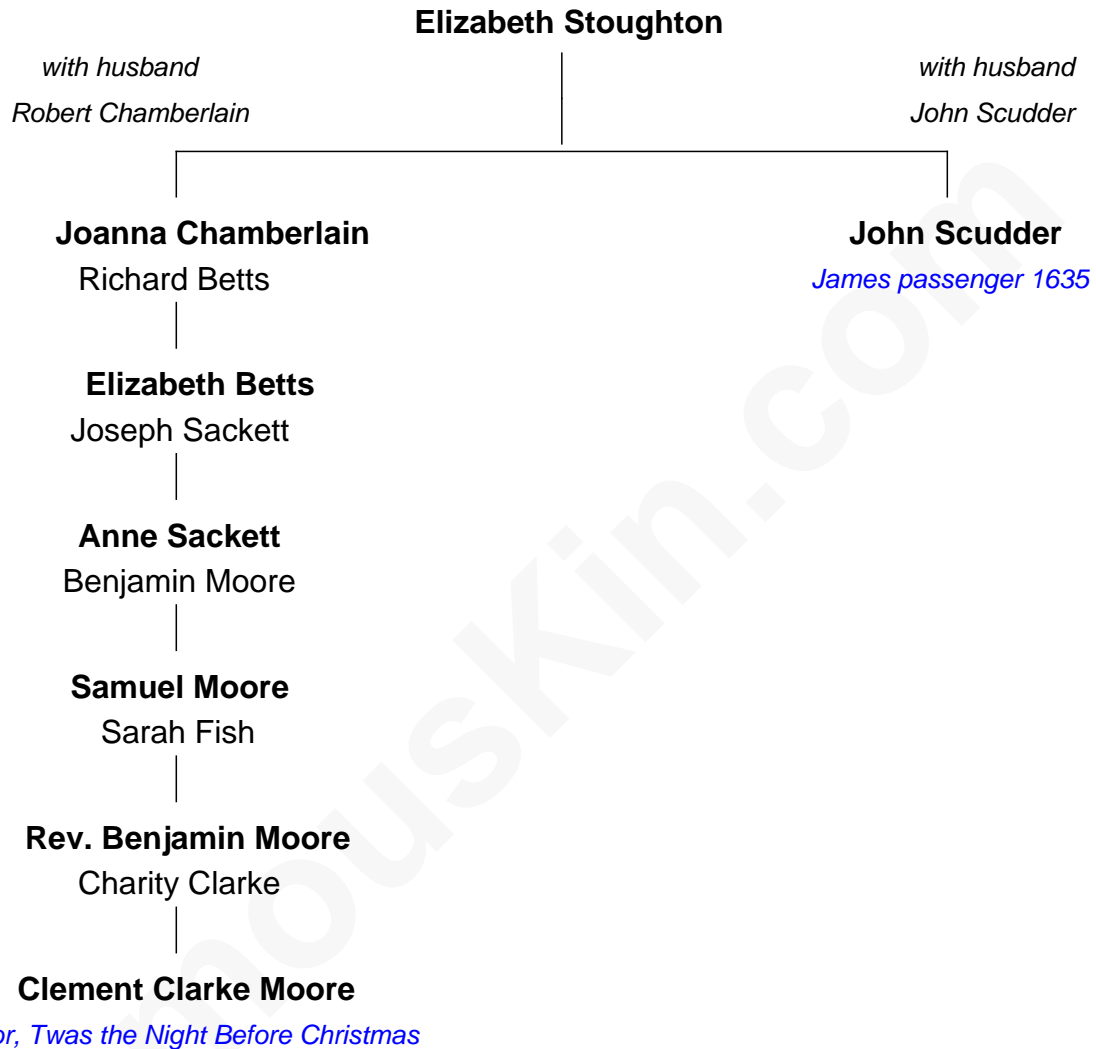 Elizabeth Stoughton
with husband
Robert Chamberlain
with husband
John Scudder
Joanna Chamberlain
Richard Betts
John Scudder
James passenger 1635
Elizabeth Betts
Joseph Sackett
Anne Sackett
Benjamin Moore
Samuel Moore
Sarah Fish
Rev. Benjamin Moore
Charity Clarke
Clement Clarke Moore
or, Twas the Night Before Christmas
mousKin.com